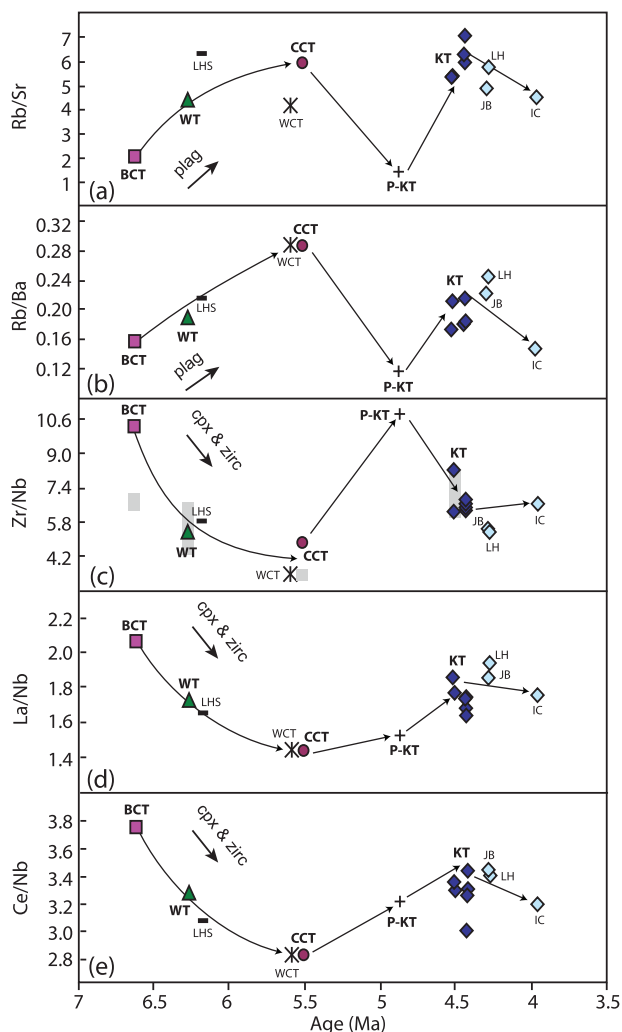 7
6
5
4
3
2
1
Rb/Sr
LHS
CCT
WT
WCT
BCT
plag
P-KT
KT
LH
JB
IC
(a)
0.32
0.28
0.24
0.20
0.16
0.12
Rb/Ba
CCT
WCT
LHS
WT
BCT
plag
P-KT
KT
LH
JB
IC
(b)
10.6
9.0
7.4
5.8
4.2
Zr/Nb
BCT
cpx & zirc
P-KT
KT
LHS
WT
CCT
WCT
JB
LH
IC
(c)
2.2
2.0
1.8
1.6
1.4
La/Nb
BCT
cpx & zirc
WT
LHS
WCT
CCT
P-KT
KT
LH
JB
IC
(d)
3.8
3.6
3.4
3.2
3.0
2.8
Ce/Nb
BCT
cpx & zirc
WT
LHS
CCT
WCT
P-KT
KT
JB
LH
IC
(e)
7 6.5 6 5.5 5 4.5 4 3.5
Age (Ma)